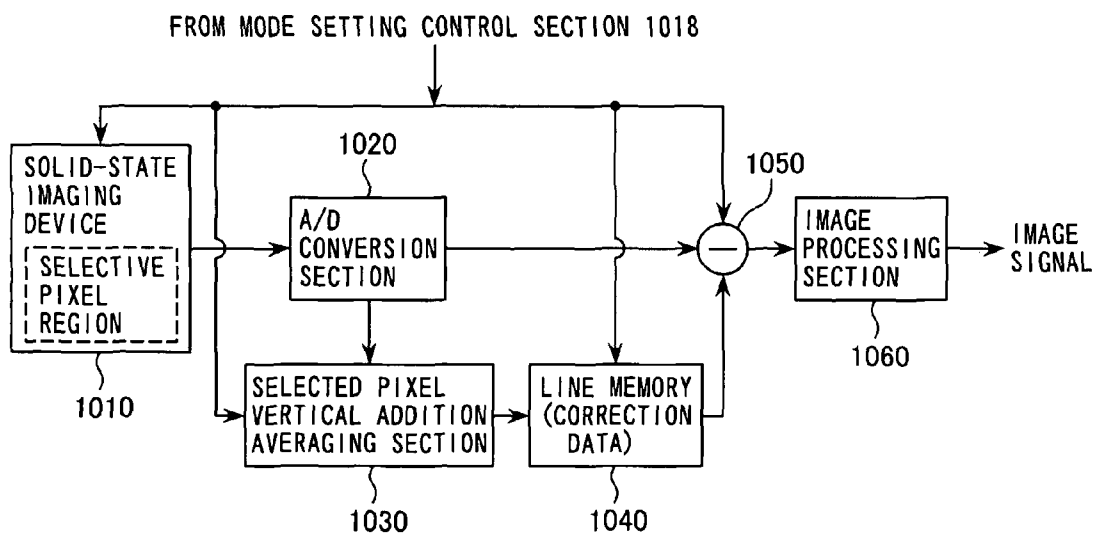 FROM MODE SETTING CONTROL SECTION 1018
1020
1050
SOLID-STATE
IMAGING
DEVICE
SELECTIVE
PIXEL
REGION
A/D
CONVERSION
SECTION
−
IMAGE
PROCESSING
SECTION
IMAGE
SIGNAL
1060
1010
SELECTED PIXEL
VERTICAL ADDITION
AVERAGING SECTION
LINE MEMORY
(CORRECTION
DATA)
1030
1040